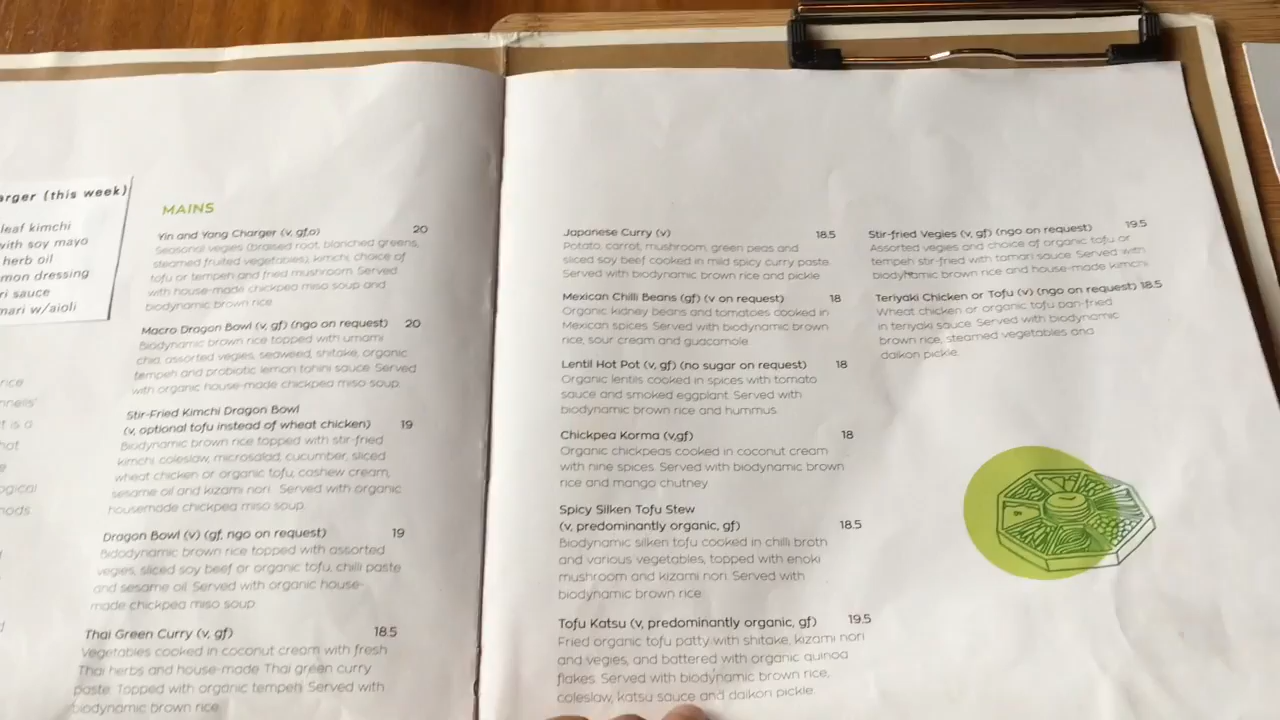 arger (this week)
leaf kimchi
with soy mayo
herb oil
mon dressing
ri sauce
mari w/aioli
rice
nnells'
t is a
hot
e
ogical
hods
MAINS
Yin and Yang Charger (v, gf,o) 20
Seasonal vegies (braised root, blanched greens,
steamed fruited vegetables), kimchi, choice of
tofu or tempeh and fried mushroom. Served
with house-made chickpea miso soup and
biodynamic brown rice
Macro Dragon Bowl (v, gf) (ngo on request) 20
Biodynamic brown rice topped with umami
chia, assorted vegies, seaweed, shitake, organic
tempeh and probiotic lemon tahini sauce. Served
with organic house-made chickpea miso soup.
Stir-Fried Kimchi Dragon Bowl
(v, optional tofu instead of wheat chicken) 19
Biodynamic brown rice topped with stir-fried
kimchi, coleslaw, microsalad, cucumber, sliced
wheat chicken or organic tofu, cashew cream,
sesame oil and kizami nori. Served with organic
housemade chickpea miso soup.
Dragon Bowl (v) (gf, ngo on request) 19
Biodynamic brown rice topped with assorted
vegies, sliced soy beef or organic tofu, chilli paste
and sesame oil. Served with organic house-
made chickpea miso soup
Thai Green Curry (v, gf) 18.5
Vegetables cooked in coconut cream with fresh
Thai herbs and house-made Thai green curry
paste. Topped with organic tempeh. Served with
biodynamic brown rice
Japanese Curry (v) 18.5
Potato, carrot, mushroom, green peas and
sliced soy beef cooked in mild spicy curry paste.
Served with biodynamic brown rice and pickle
Mexican Chilli Beans (gf) (v on request) 18
Organic kidney beans and tomatoes cooked in
Mexican spices. Served with biodynamic brown
rice, sour cream and guacamole.
Lentil Hot Pot (v, gf) (no sugar on request) 18
Organic lentils cooked in spices with tomato
sauce and smoked eggplant. Served with
biodynamic brown rice and hummus.
Chickpea Korma (v,gf) 18
Organic chickpeas cooked in coconut cream
with nine spices. Served with biodynamic brown
rice and mango chutney
Spicy Silken Tofu Stew
(v, predominantly organic, gf) 18.5
Biodynamic silken tofu cooked in chilli broth
and various vegetables, topped with enoki
mushroom and kizami nori. Served with
biodynamic brown rice
Tofu Katsu (v, predominantly organic, gf) 19.5
Fried organic tofu patty with shitake, kizami nori
and vegies, and battered with organic quinoa
flakes. Served with biodynamic brown rice,
coleslaw, katsu sauce and daikon pickle.
Stir-fried Vegies (v, gf) (ngo on request) 19.5
Assorted vegies and choice of organic tofu or
tempeh stir-fried with tamari sauce. Served with
biodynamic brown rice and house-made kimchi.
Teriyaki Chicken or Tofu (v) (ngo on request) 18.5
Wheat chicken or organic tofu pan-fried
in teriyaki sauce. Served with biodynamic
brown rice, steamed vegetables and
daikon pickle.